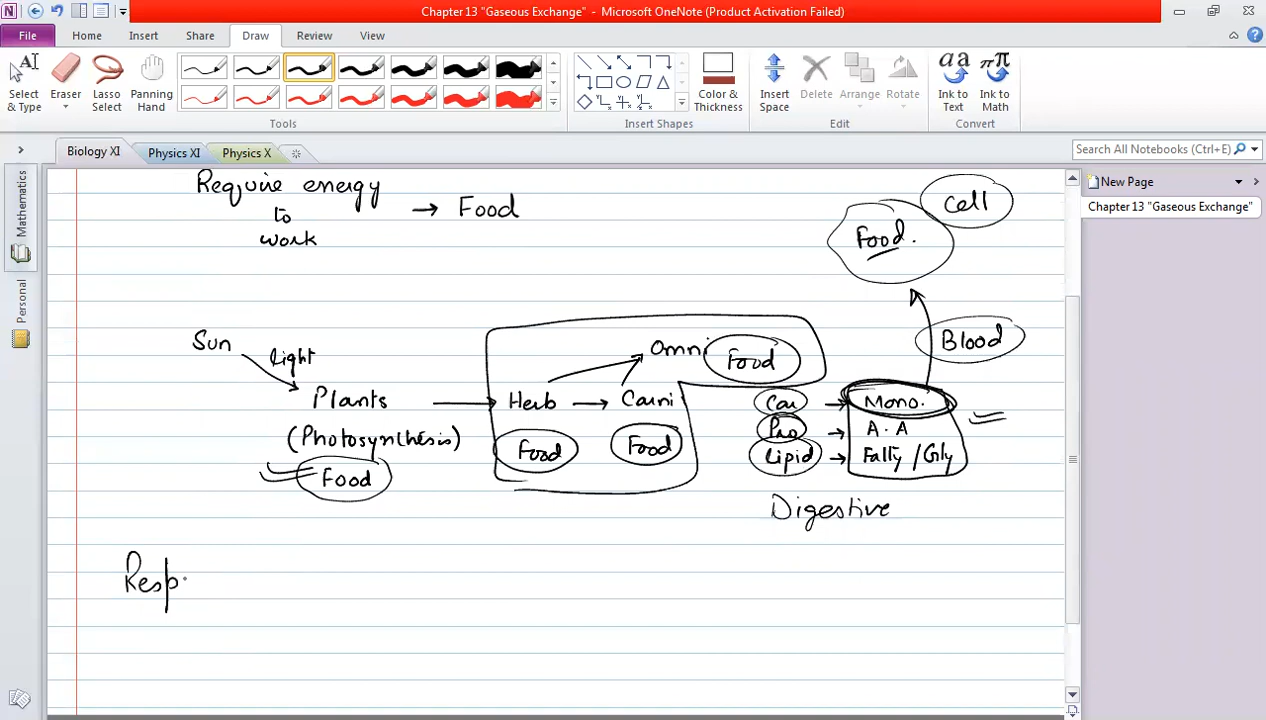 Chapter 13 "Gaseous Exchange" - Microsoft OneNote (Product Activation Failed)
File Home Insert Share Draw Review View
Select & Type
Eraser
Lasso Select
Panning Hand
Color & Thickness
Insert Space
Delete
Arrange
Rotate
Ink to Text
Ink to Math
Tools Insert Shapes Edit Convert
Biology XI Physics XI Physics X
Search All Notebooks (Ctrl+E)
Mathematics
Personal
New Page
Chapter 13 "Gaseous Exchange"
Require energy
to
work
→ Food
Cell
Food.
Blood
Sun
light
Plants
(Photosynthesis)
Food
Herb → Carni
Omni Food
Food Food
Car → Mono.
Pro → A.A
Lipid → Fatty /Gly
Digestive
Resp